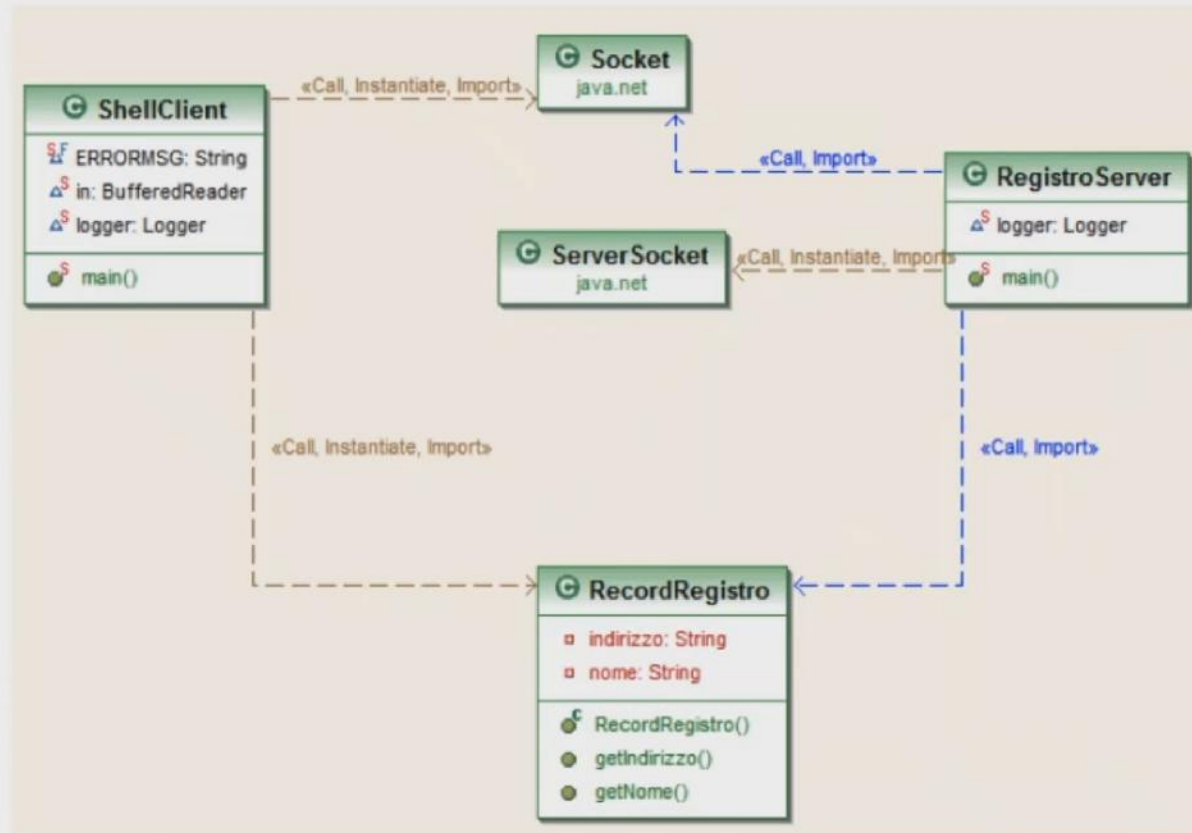 ShellClient
ERRORMSG: String
in: BufferedReader
logger: Logger
main()
«Call, Instantiate, Import»
Socket
java.net
«Call, Import»
RegistroServer
logger: Logger
main()
ServerSocket
java.net
«Call, Instantiate, Import»
«Call, Instantiate, Import»
«Call, Import»
RecordRegistro
indirizzo: String
nome: String
RecordRegistro()
getIndirizzo()
getNome()